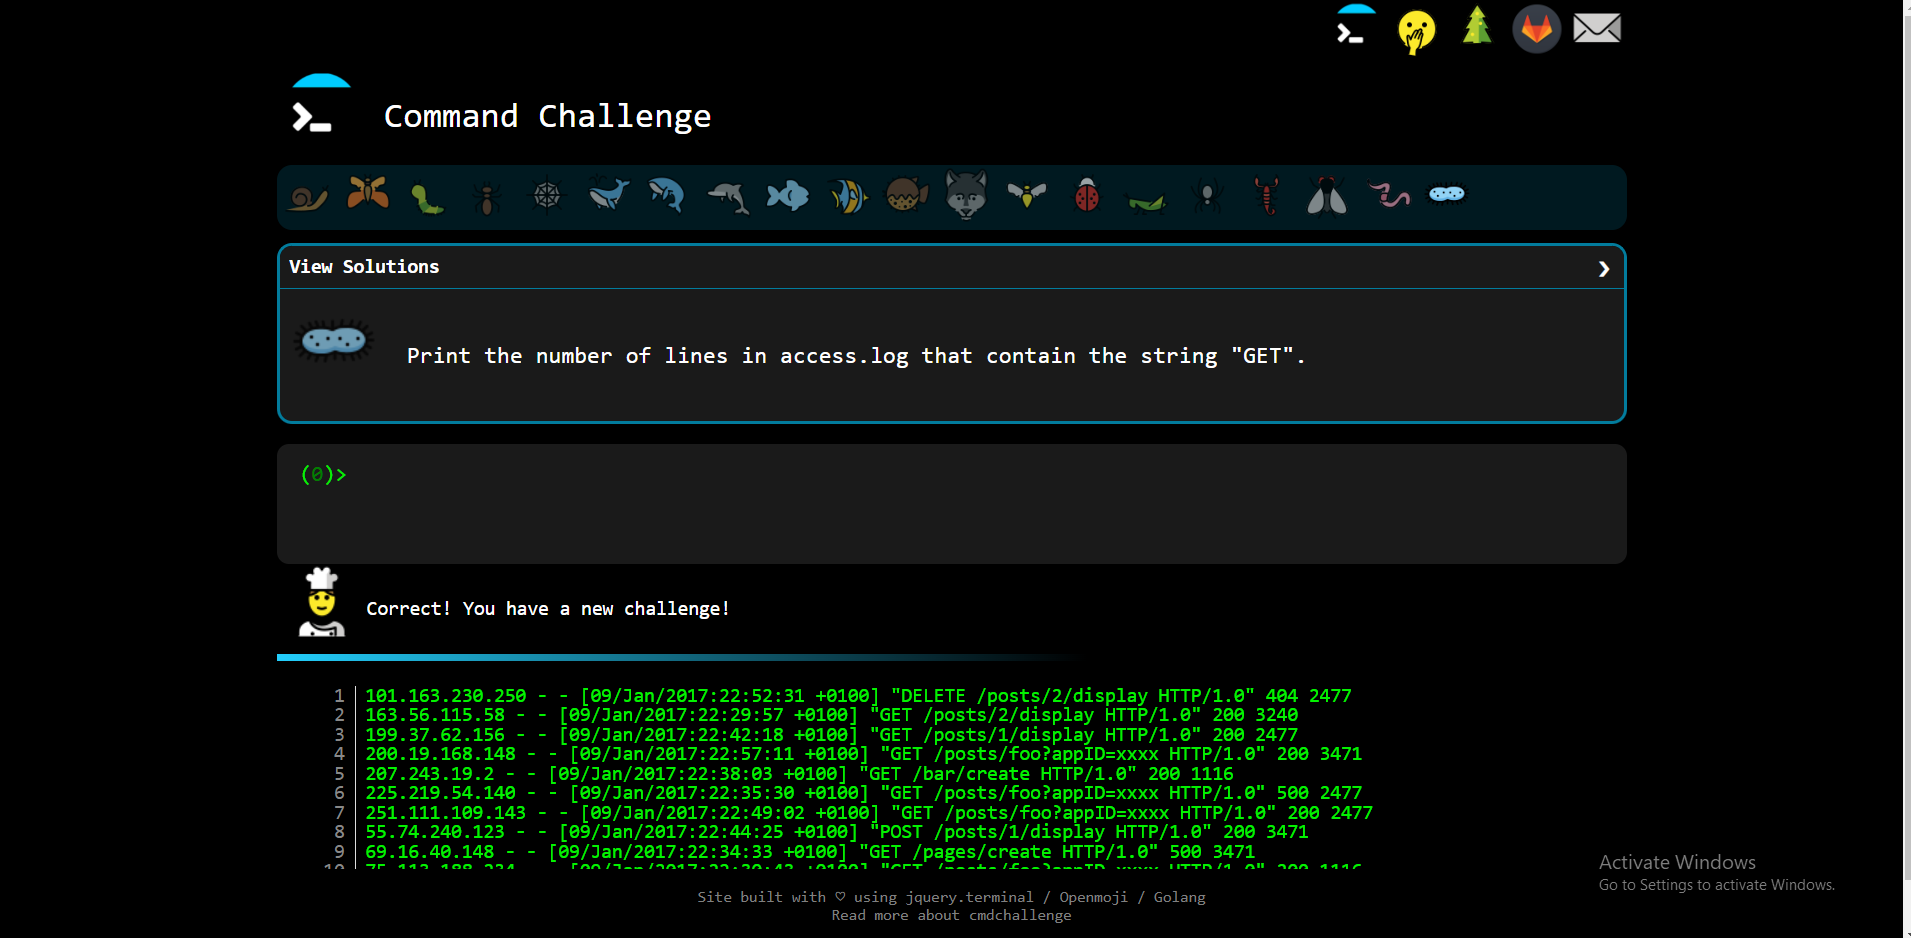 Command Challenge
View Solutions
Print the number of lines in access.log that contain the string "GET".
(0)>
Correct! You have a new challenge!
1 101.163.230.250 - - [09/Jan/2017:22:52:31 +0100] "DELETE /posts/2/display HTTP/1.0" 404 2477
2 163.56.115.58 - - [09/Jan/2017:22:29:57 +0100] "GET /posts/2/display HTTP/1.0" 200 3240
3 199.37.62.156 - - [09/Jan/2017:22:42:18 +0100] "GET /posts/1/display HTTP/1.0" 200 2477
4 200.19.168.148 - - [09/Jan/2017:22:57:11 +0100] "GET /posts/foo?appID=xxxx HTTP/1.0" 200 3471
5 207.243.19.2 - - [09/Jan/2017:22:38:03 +0100] "GET /bar/create HTTP/1.0" 200 1116
6 225.219.54.140 - - [09/Jan/2017:22:35:30 +0100] "GET /posts/foo?appID=xxxx HTTP/1.0" 500 2477
7 251.111.109.143 - - [09/Jan/2017:22:49:02 +0100] "GET /posts/foo?appID=xxxx HTTP/1.0" 200 2477
8 55.74.240.123 - - [09/Jan/2017:22:44:25 +0100] "POST /posts/1/display HTTP/1.0" 200 3471
9 69.16.40.148 - - [09/Jan/2017:22:34:33 +0100] "GET /pages/create HTTP/1.0" 500 3471
Activate Windows
Go to Settings to activate Windows.
Site built with ♡ using jquery.terminal / Openmoji / Golang
Read more about cmdchallenge